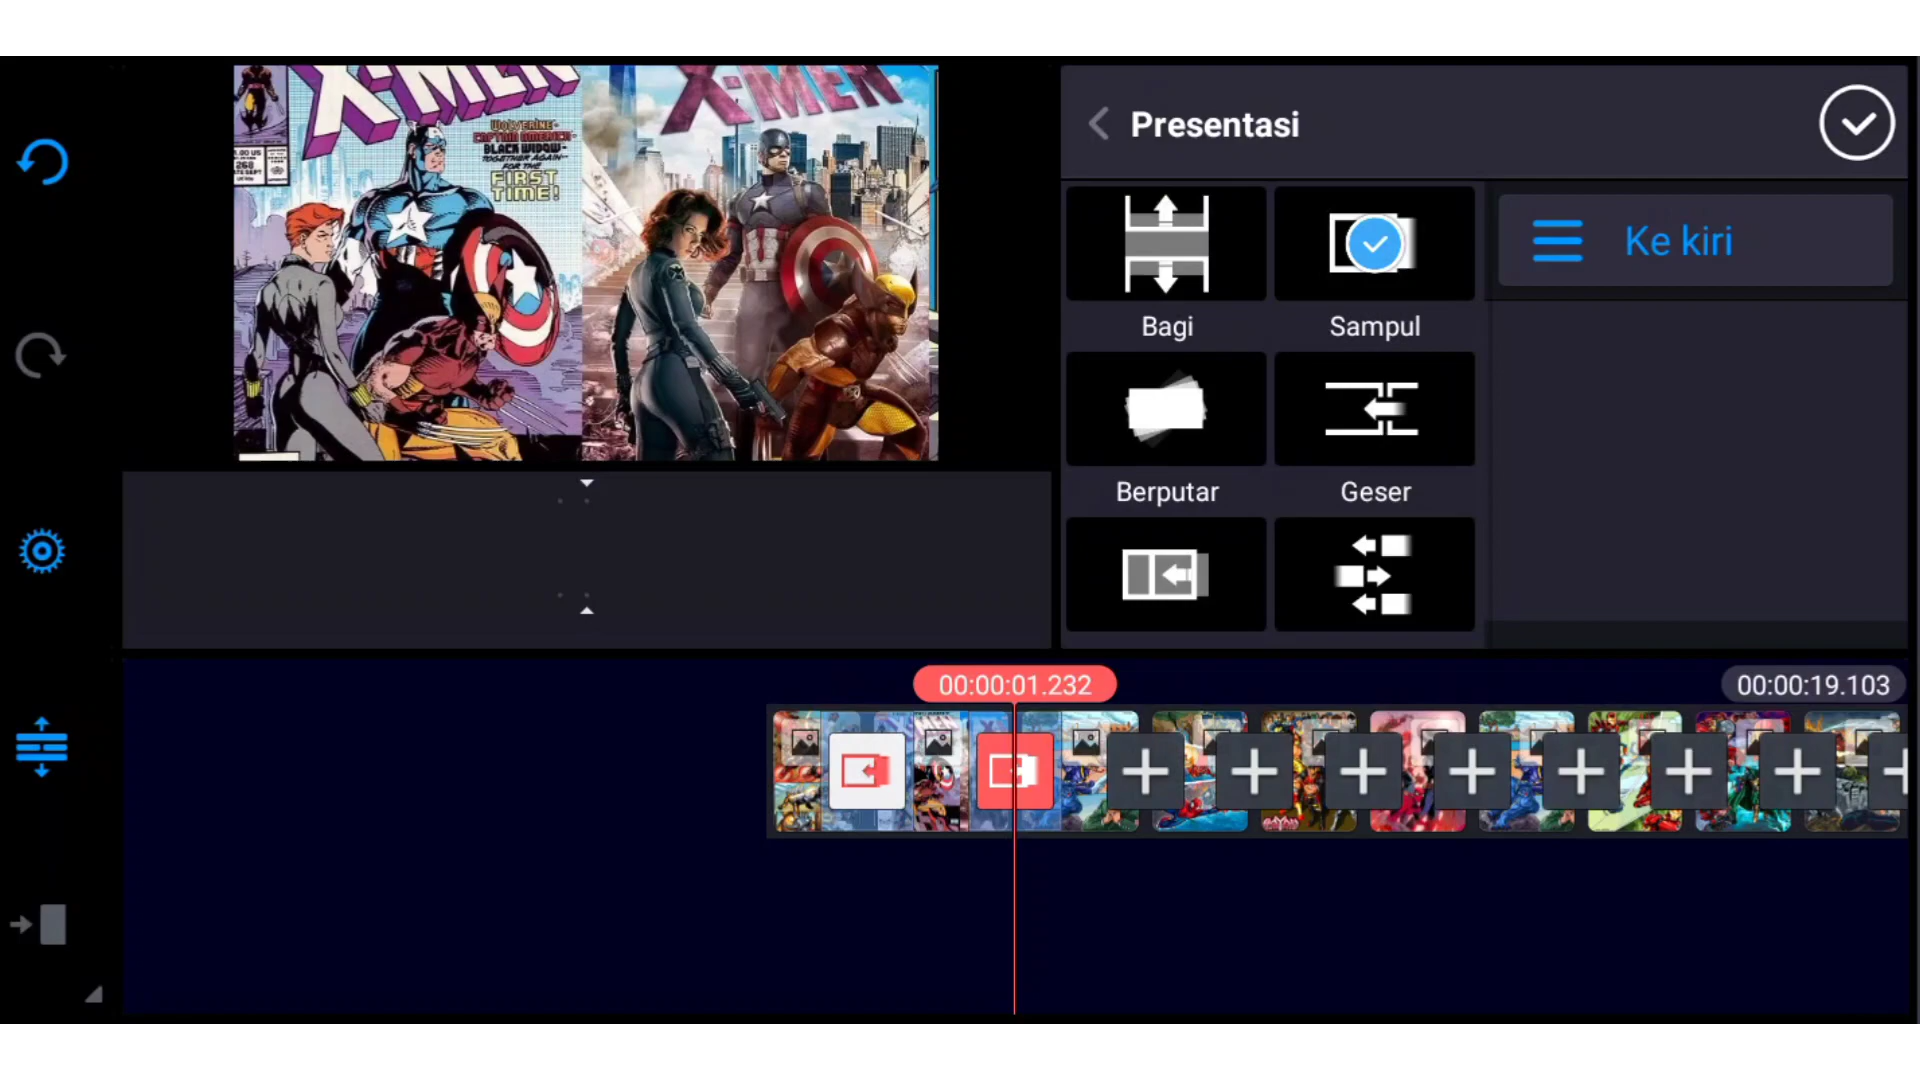 X-MEN
X-MEN
WOLVERINE-
CAPTAIN AMERICA-
BLACK WIDOW-
TOGETHER AGAIN-
FOR THE
FIRST
TIME!
268
Presentasi
Ke kiri
Bagi
Sampul
Berputar
Geser
00:00:01.232
00:00:19.103